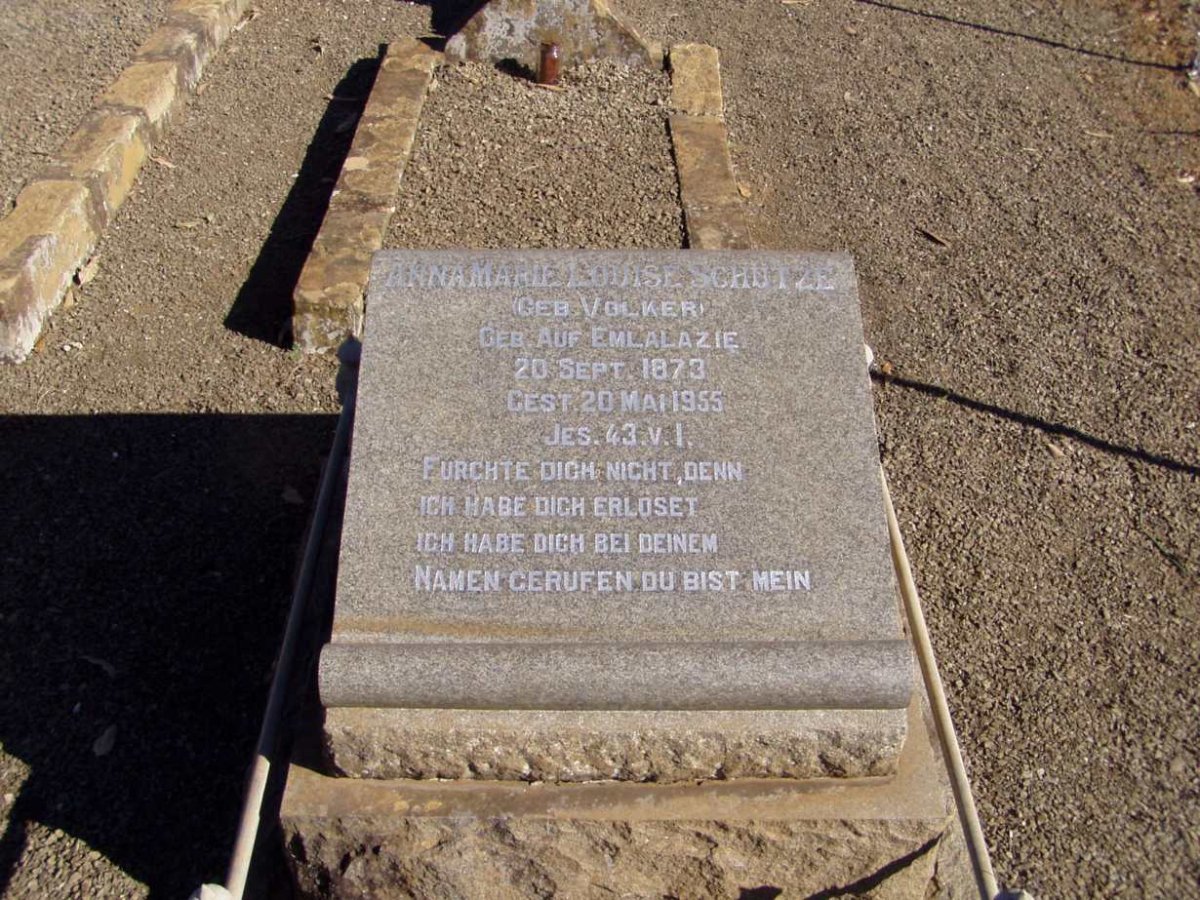 ANNA MARIE LOUISE SCHÜTZE
(GEB. VÖLKER)
GEB. AUF EMLALAZIE.
20 SEPT. 1873
GEST. 20 MAI 1955
JES. 43. V. 1.
FÜRCHTE DICH NICHT, DENN
ICH HABE DICH ERLÖSET
ICH HABE DICH BEI DEINEM
NAMEN GERUFEN. DU BIST MEIN